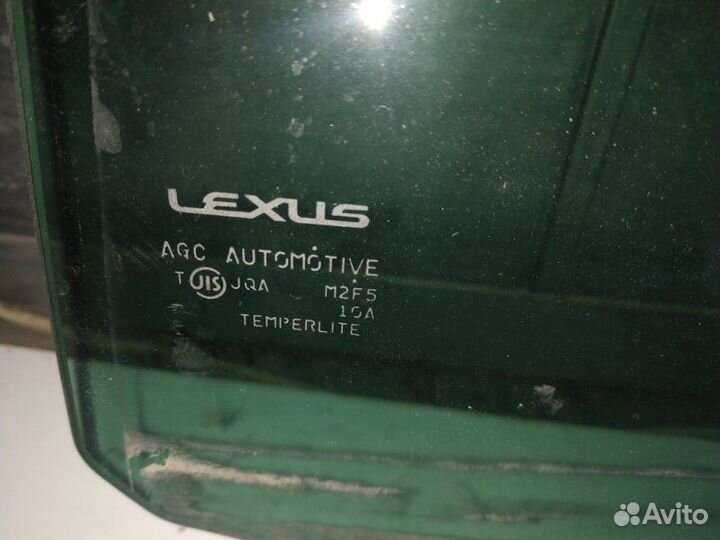 LEXUS
AGC AUTOMOTIVE
T JIS JQA M2F5
10A
TEMPERLITE
Avito